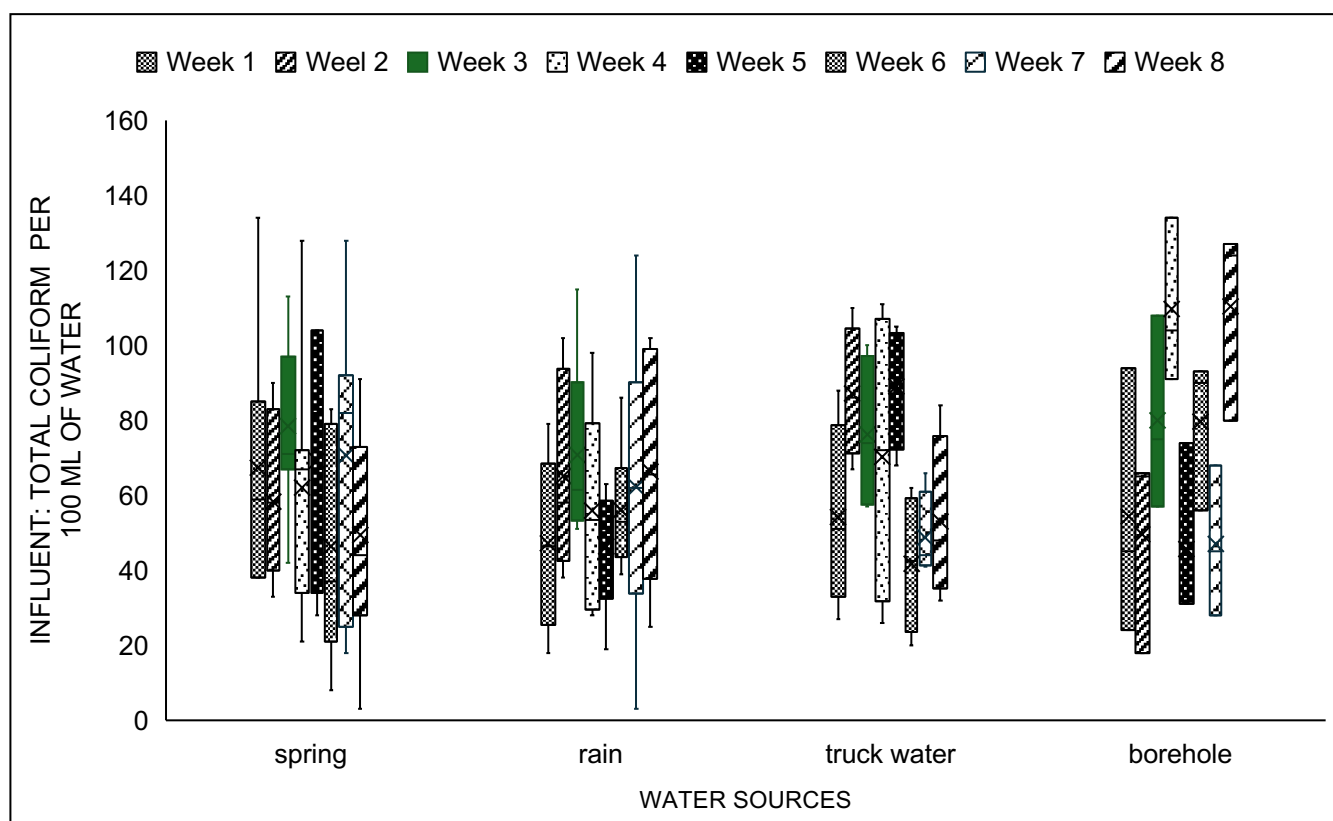 Week 1 Weel 2 Week 3 Week 4 Week 5 Week 6 Week 7 Week 8
160
140
120
100
80
60
40
20
0
INFLUENT: TOTAL COLIFORM PER
100 ML OF WATER
spring rain truck water borehole
WATER SOURCES